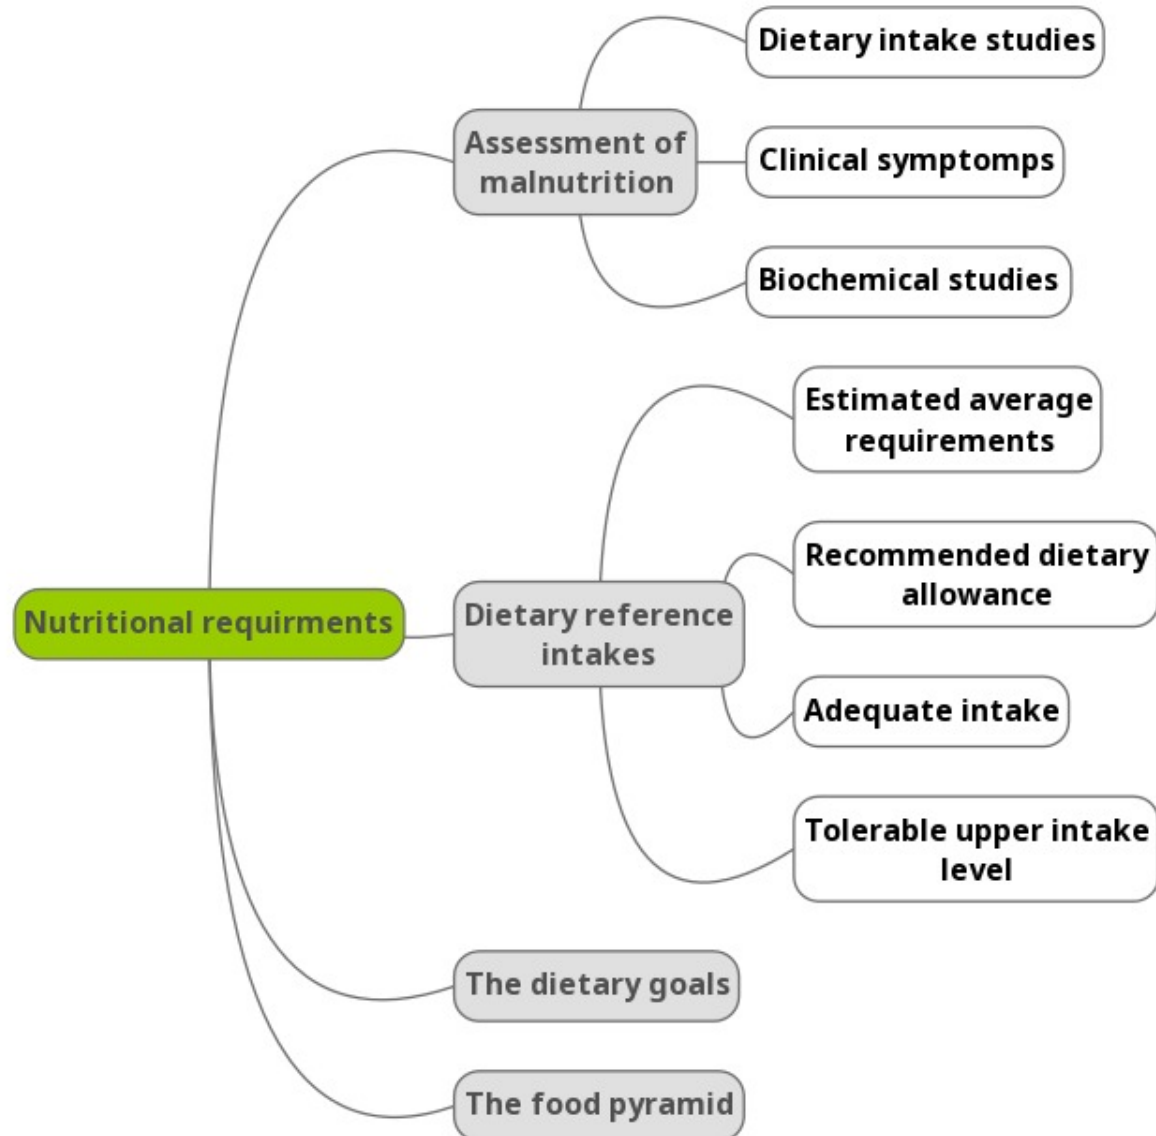 Dietary intake studies
Assessment of
malnutrition
Clinical symptomps
Biochemical studies
Estimated average
requirements
Recommended dietary
allowance
Nutritional requirments
Dietary reference
intakes
Adequate intake
Tolerable upper intake
level
The dietary goals
The food pyramid